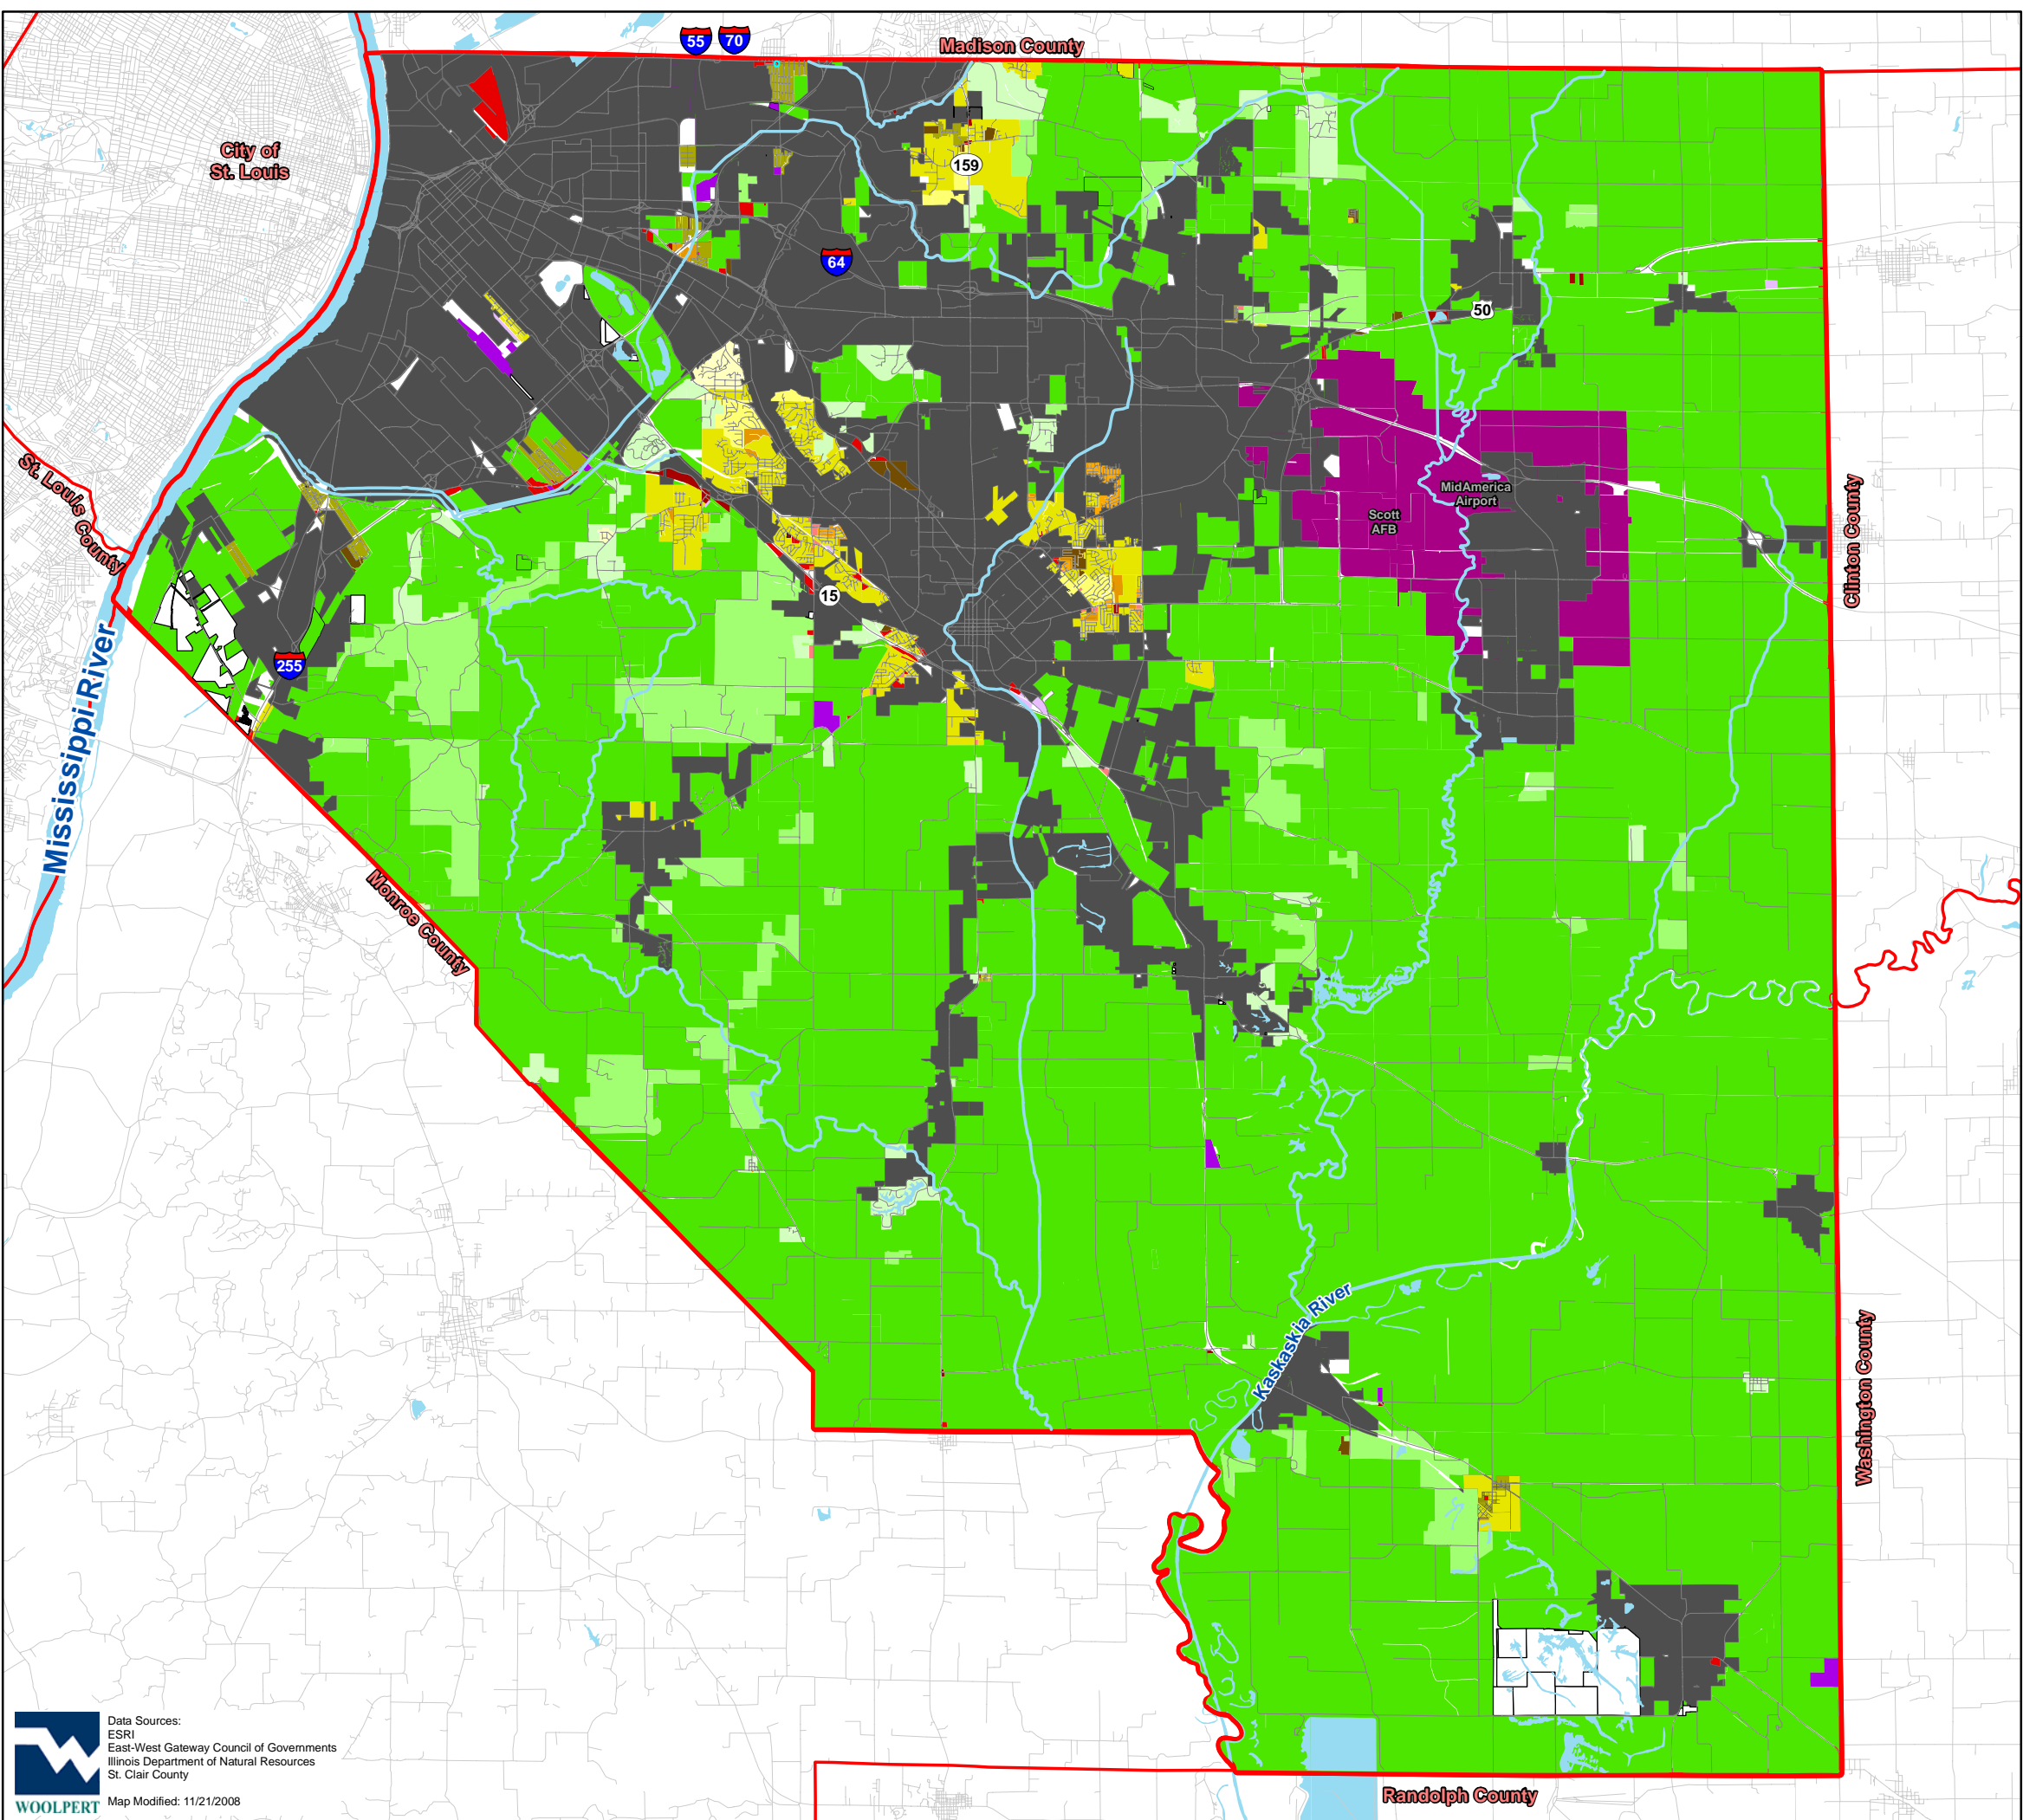 55
70
Madison County
City of
St. Louis
159
64
50
St. Louis County
MidAmerica
Airport
Scott
AFB
Clinton County
15
255
Mississippi River
Monroe County
Kaskaskia River
Washington County
Randolph County
Data Sources:
ESRI
East-West Gateway Council of Governments
Illinois Department of Natural Resources
St. Clair County
WOOLPERT
Map Modified: 11/21/2008